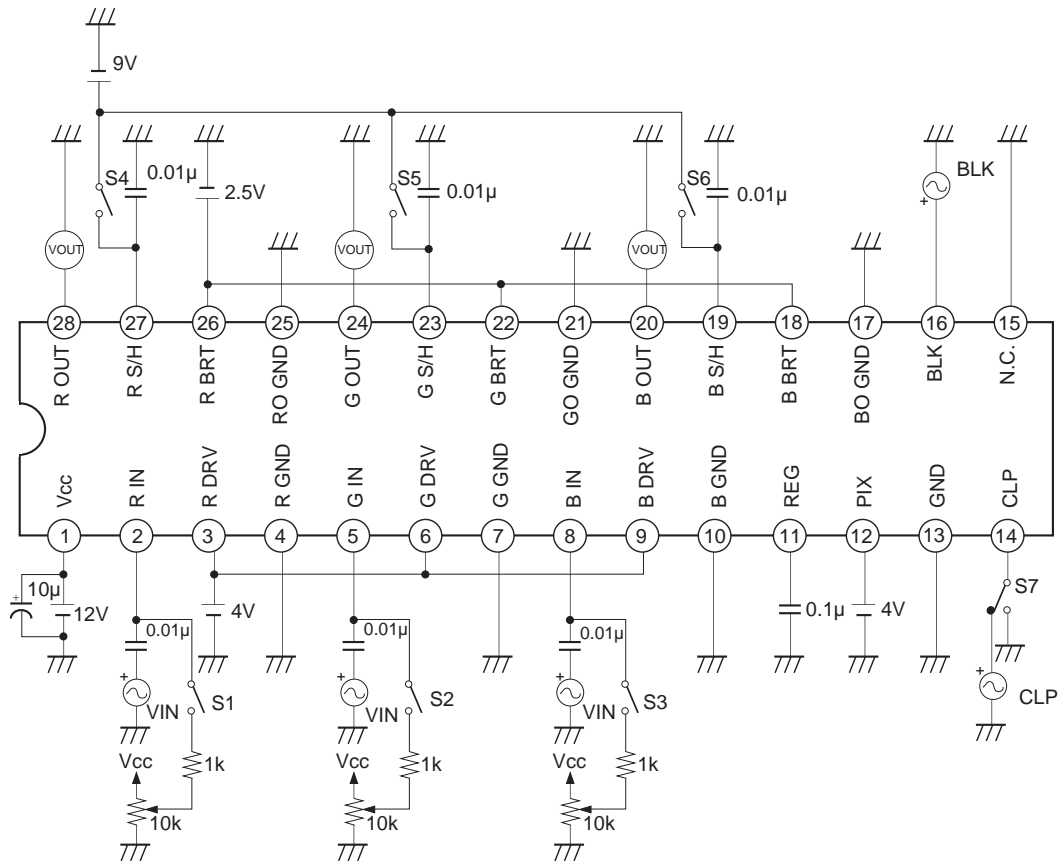 9V
S4
0.01μ
2.5V
S5
0.01μ
S6
0.01μ
BLK
+
VOUT
VOUT
VOUT
28
27
26
25
24
23
22
21
20
19
18
17
16
15
R OUT
R S/H
R BRT
RO GND
G OUT
G S/H
G BRT
GO GND
B OUT
B S/H
B BRT
BO GND
BLK
N.C.
Vcc
R IN
R DRV
R GND
G IN
G DRV
G GND
B IN
B DRV
B GND
REG
PIX
GND
CLP
1
2
3
4
5
6
7
8
9
10
11
12
13
14
10μ
+
12V
0.01μ
4V
0.01μ
0.01μ
0.1μ
4V
S7
+
VIN
S1
+
VIN
S2
+
VIN
S3
+
CLP
Vcc
1k
Vcc
1k
Vcc
1k
10k
10k
10k